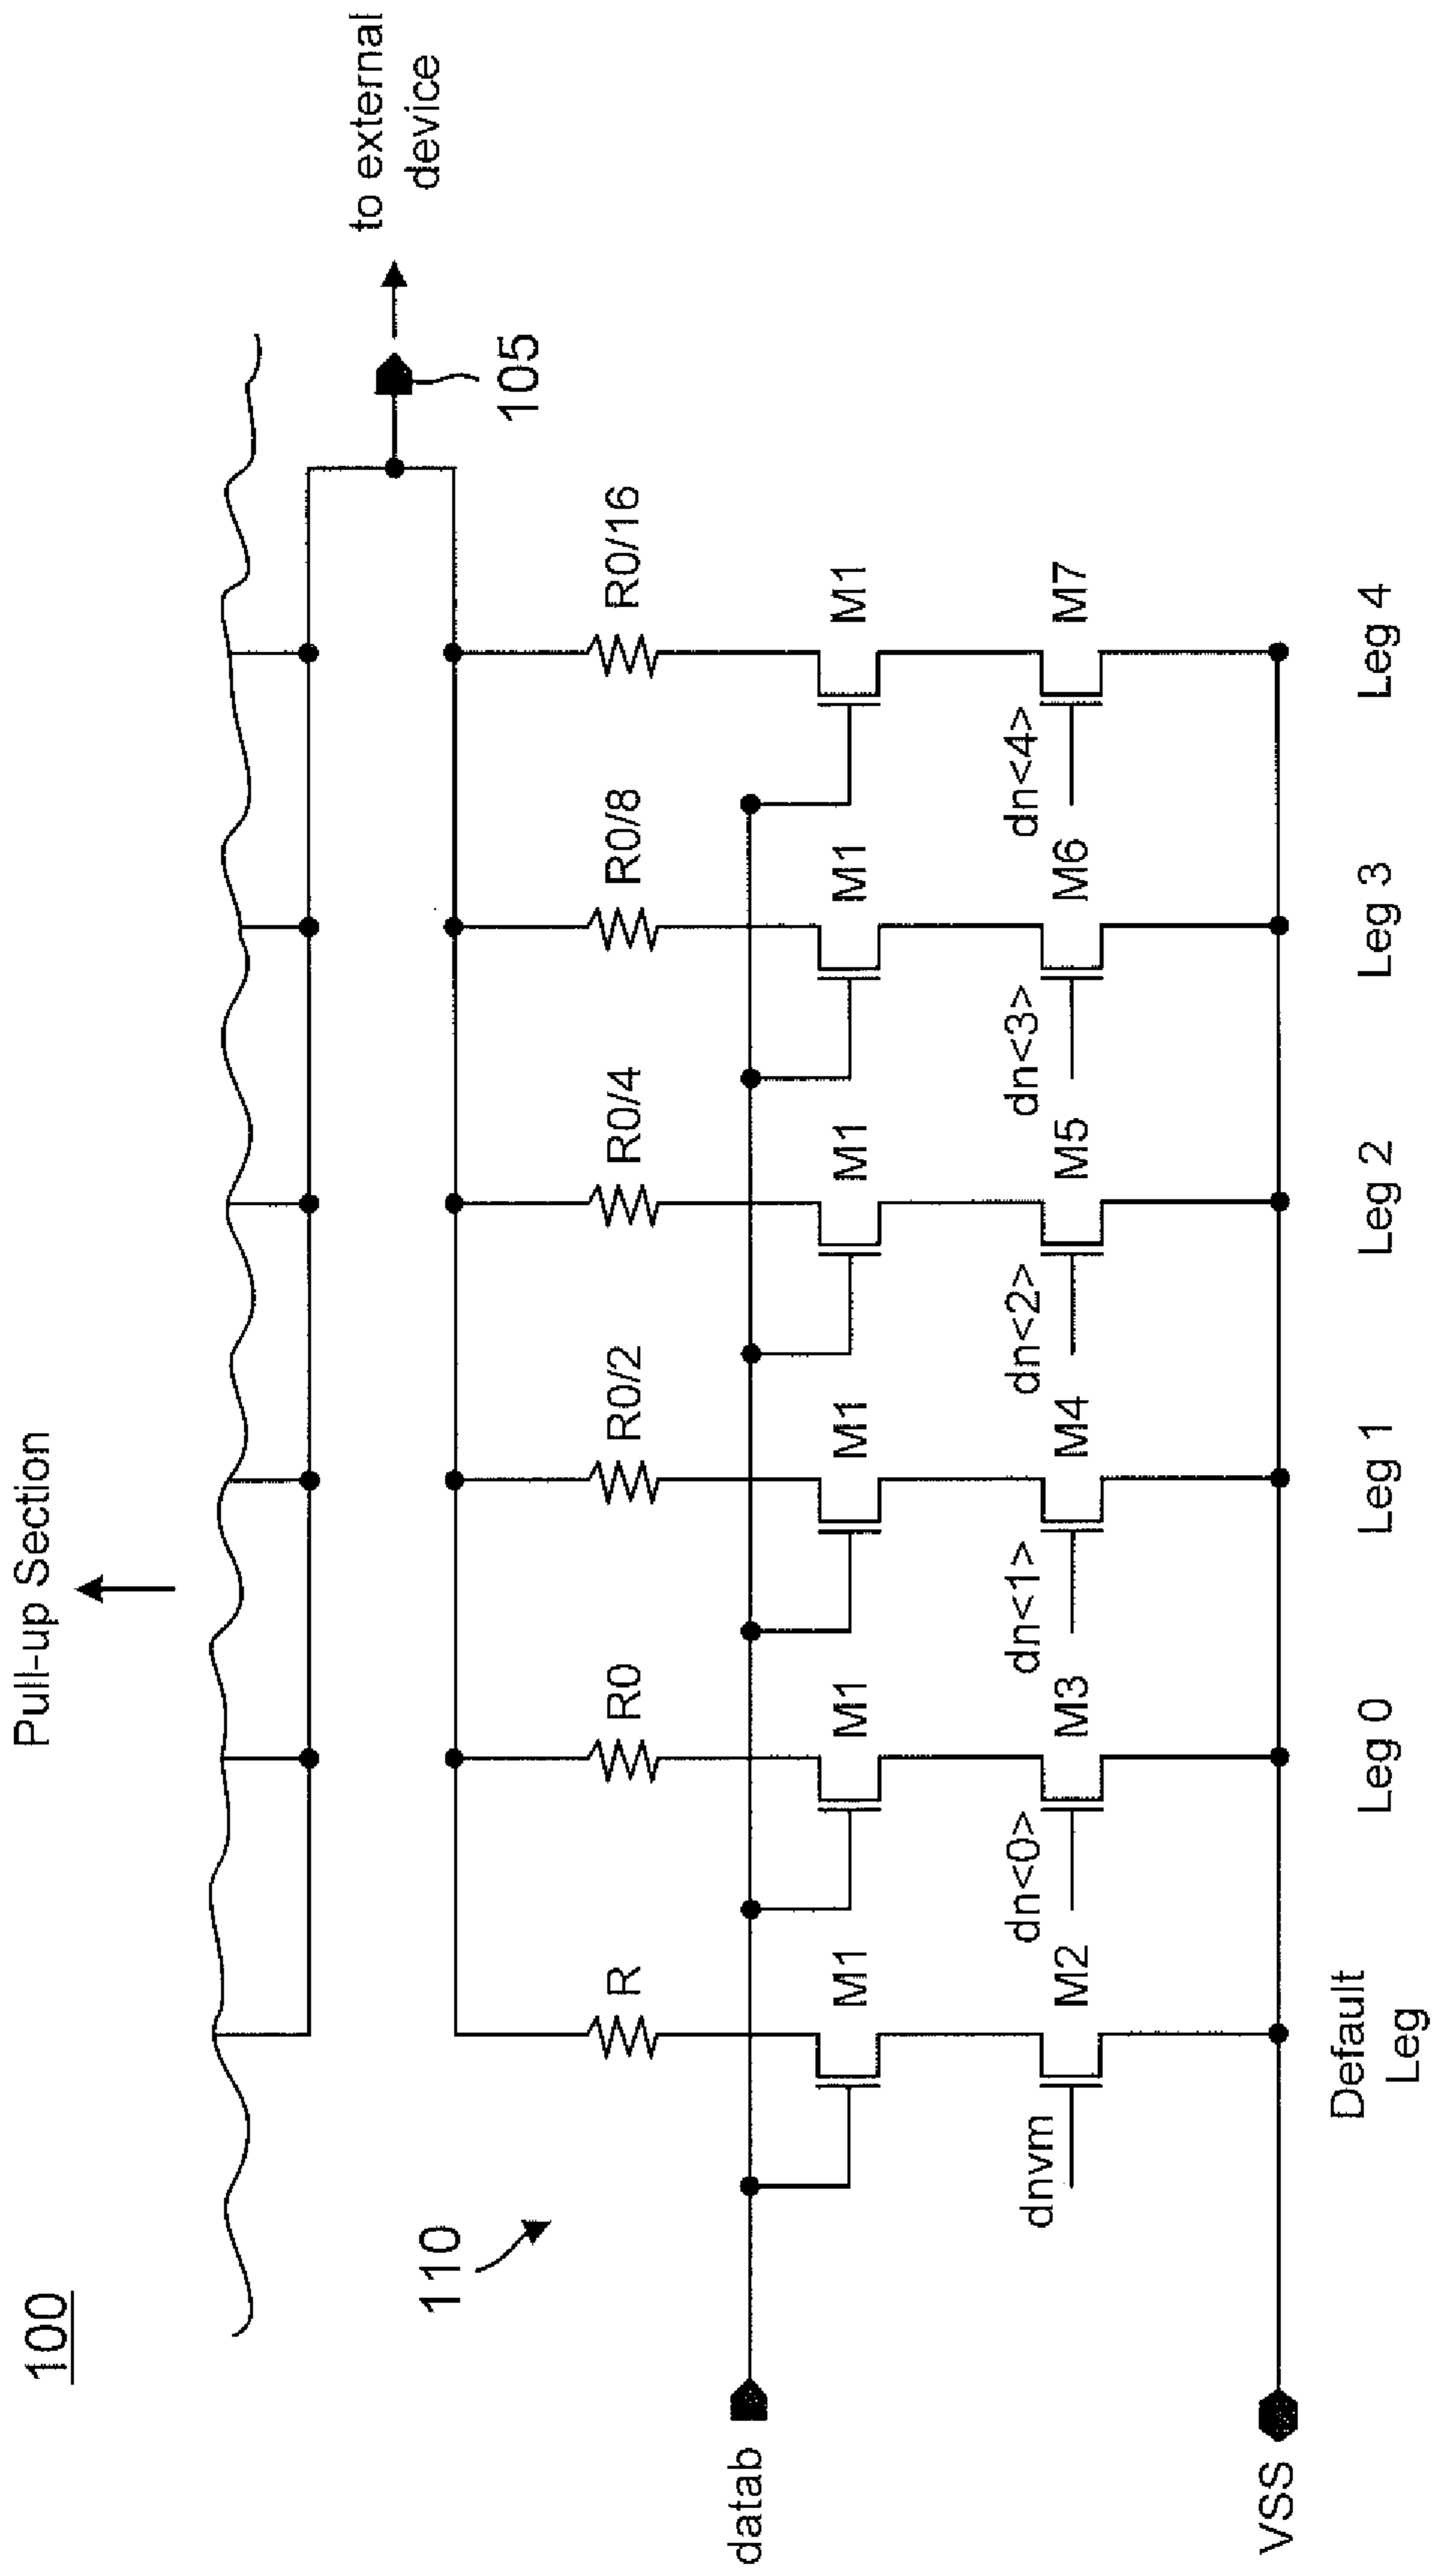 100
Pull-up Section
to external
device
105
110
R
R0
R0/2
R0/4
R0/8
R0/16
datab
M1
M1
M1
M1
M1
M1
dnvm
dn<0>
dn<1>
dn<2>
dn<3>
dn<4>
M2
M3
M4
M5
M6
M7
VSS
Default
Leg
Leg 0
Leg 1
Leg 2
Leg 3
Leg 4